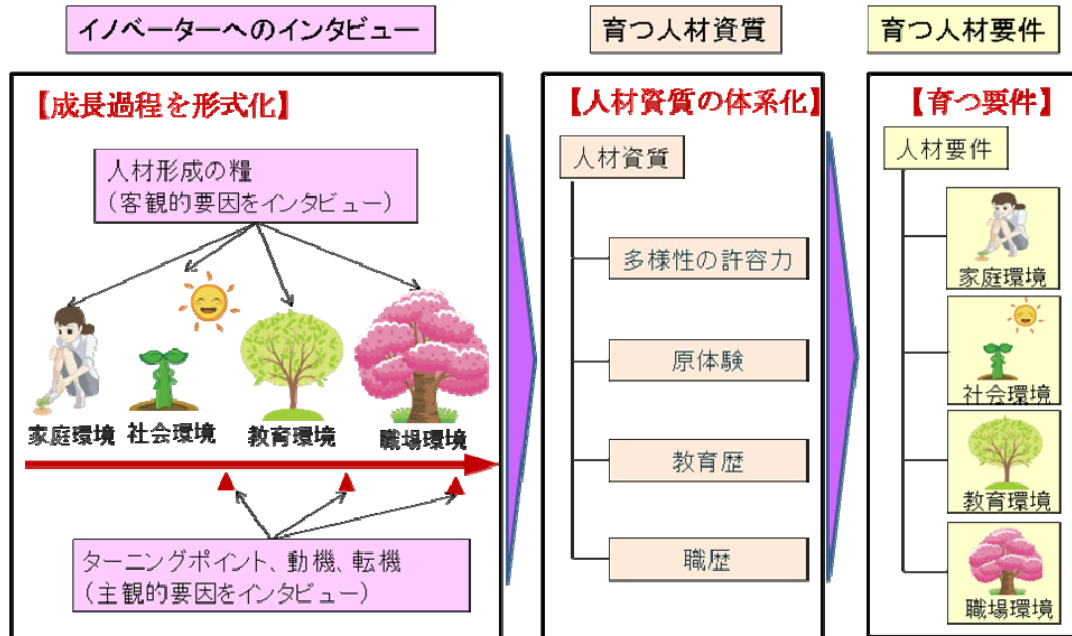 イノベーターへのインタビュー
【成長過程を形式化】
人材形成の糧
（客観的要因をインタビュー）
家庭環境
社会環境
教育環境
職場環境
ターニングポイント、動機、転機
（主観的要因をインタビュー）
育つ人材資質
【人材資質の体系化】
人材資質
多様性の許容力
原体験
教育歴
職歴
育つ人材要件
【育つ要件】
人材要件
家庭環境
社会環境
教育環境
職場環境